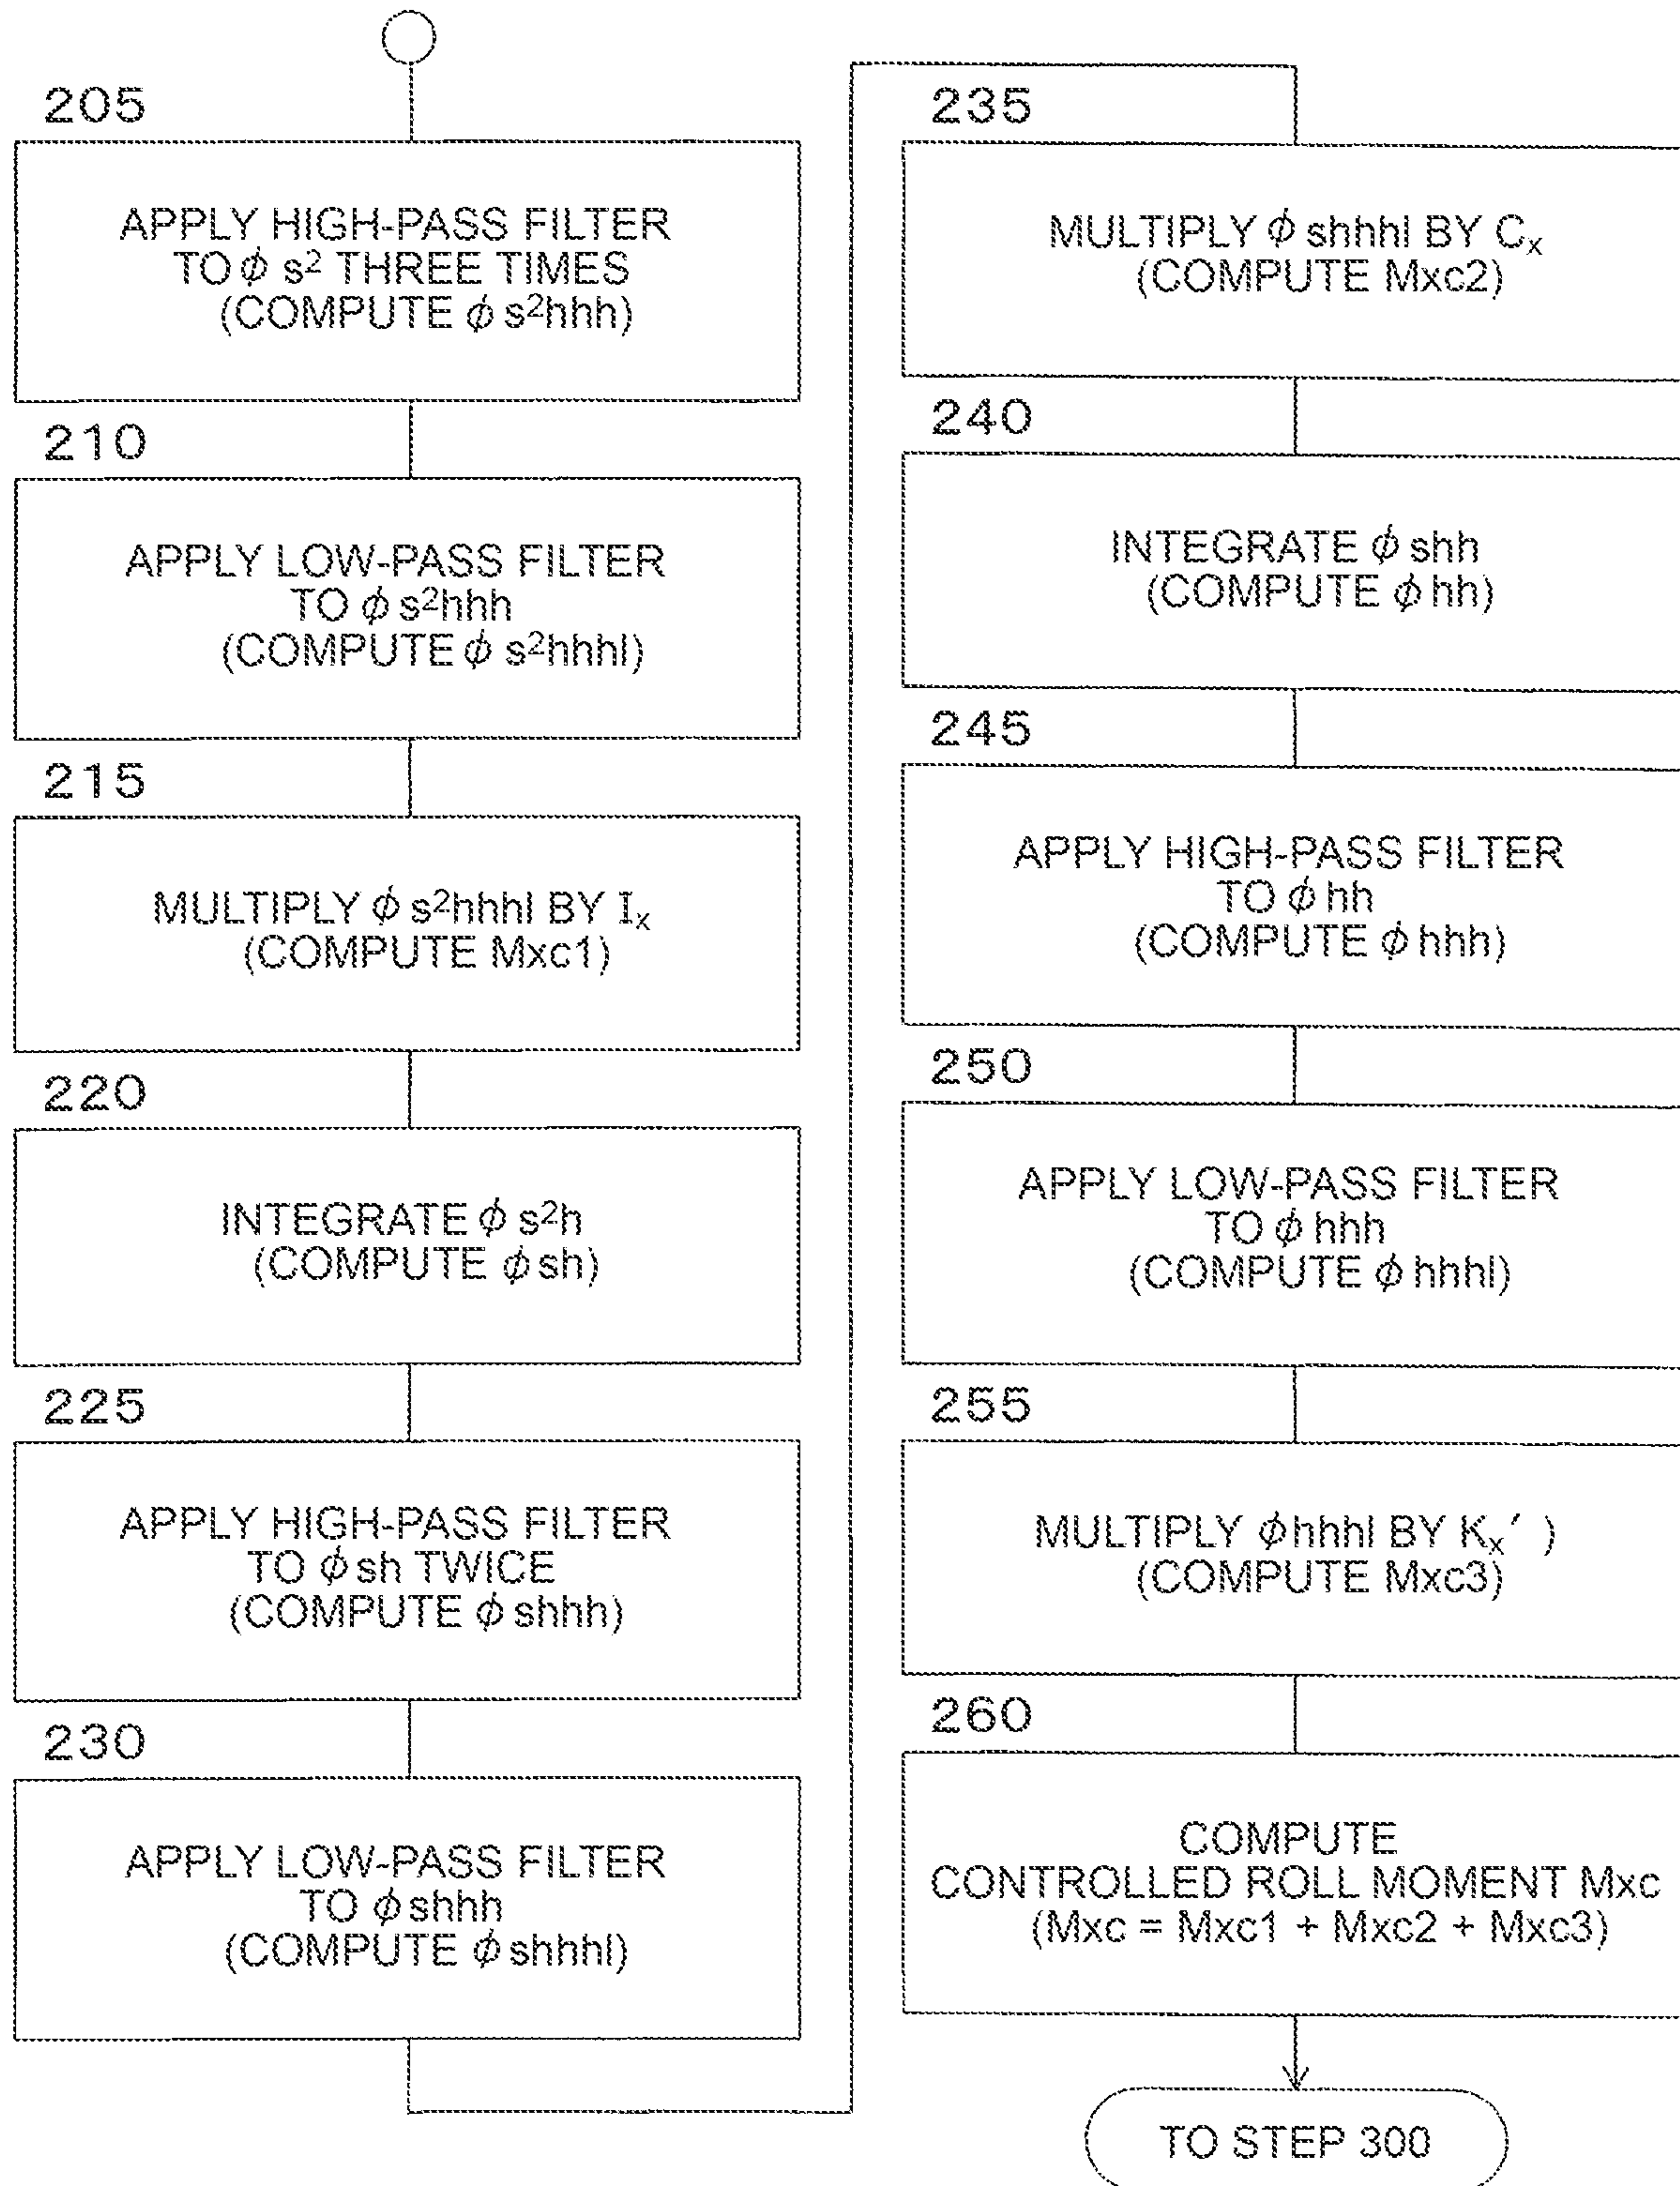 205
APPLY HIGH-PASS FILTER
TO ϕ s² THREE TIMES
(COMPUTE ϕ s²hhh)
210
APPLY LOW-PASS FILTER
TO ϕ s²hhh
(COMPUTE ϕ s²hhhl)
215
MULTIPLY ϕ s²hhhl BY Iₓ
(COMPUTE Mxc1)
220
INTEGRATE ϕ s²h
(COMPUTE ϕ sh)
225
APPLY HIGH-PASS FILTER
TO ϕ sh TWICE
(COMPUTE ϕ shhh)
230
APPLY LOW-PASS FILTER
TO ϕ shhh
(COMPUTE ϕ shhhl)
235
MULTIPLY ϕ shhhl BY Cₓ
(COMPUTE Mxc2)
240
INTEGRATE ϕ shh
(COMPUTE ϕ hh)
245
APPLY HIGH-PASS FILTER
TO ϕ hh
(COMPUTE ϕ hhh)
250
APPLY LOW-PASS FILTER
TO ϕ hhh
(COMPUTE ϕ hhhl)
255
MULTIPLY ϕ hhhl BY Kₓ′ )
(COMPUTE Mxc3)
260
COMPUTE
CONTROLLED ROLL MOMENT Mxc
(Mxc = Mxc1 + Mxc2 + Mxc3)
TO STEP 300